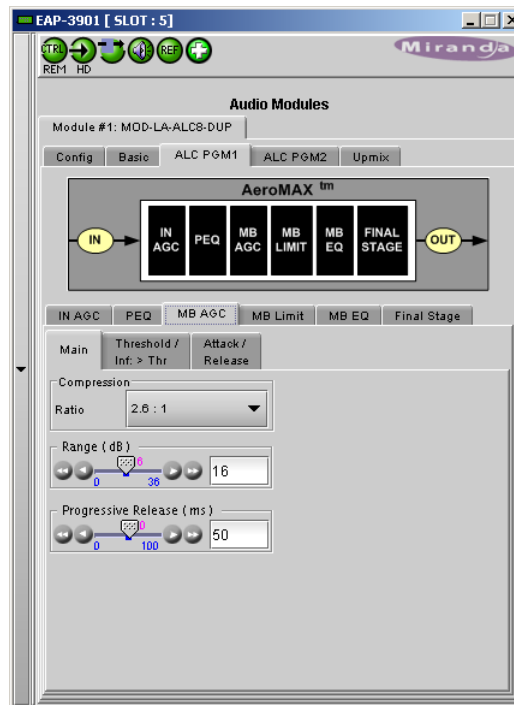 EAP-3901 [ SLOT : 5]
CTRL REF
REM HD
Miranda
Audio Modules
Module #1: MOD-LA-ALC8-DUP
Config Basic ALC PGM1 ALC PGM2 Upmix
AeroMAX tm
IN IN AGC PEQ MB AGC MB LIMIT MB EQ FINAL STAGE OUT
IN AGC PEQ MB AGC MB Limit MB EQ Final Stage
Main Threshold / Inf: > Thr Attack / Release
Compression
Ratio 2.6 : 1
Range ( dB )
6
0 36 16
Progressive Release ( ms )
0
0 100 50